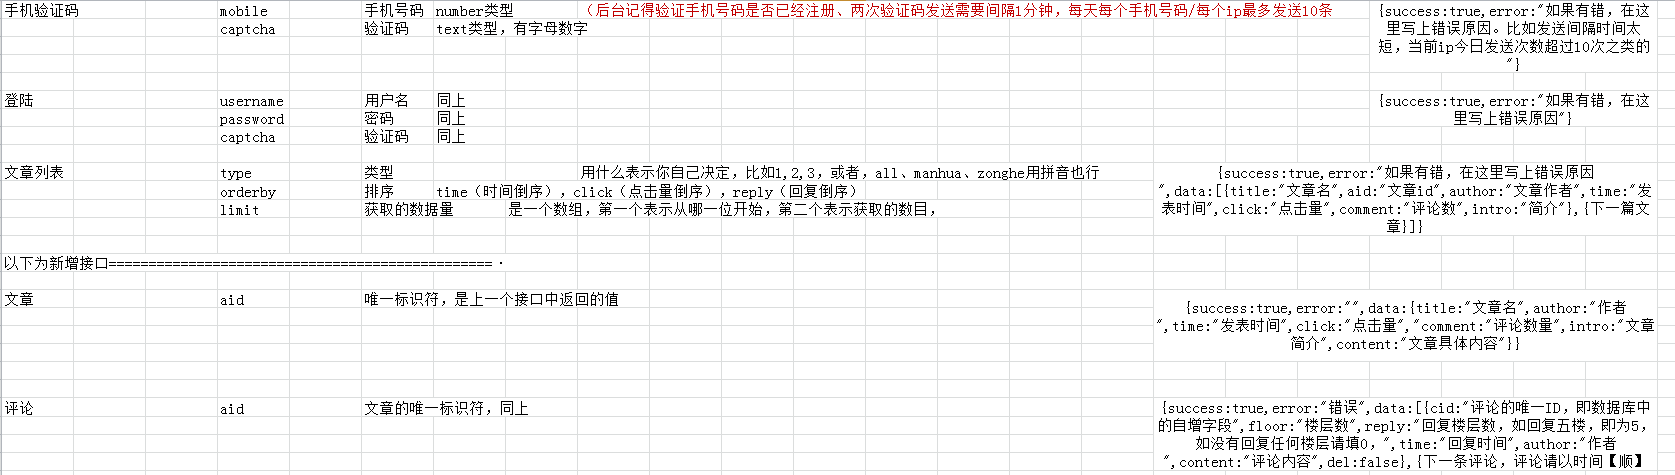 手机验证码 mobile 手机号码 number类型 （后台记得验证手机号码是否已经注册、两次验证码发送需要间隔1分钟，每天每个手机号码/每个ip最多发送10条
captcha 验证码 text类型，有字母数字
{success:true,error:"如果有错，在这
里写上错误原因。比如发送间隔时间太
短，当前ip今日发送次数超过10次之类的
"}
登陆 username 用户名 同上
password 密码 同上
captcha 验证码 同上
{success:true,error:"如果有错，在这
里写上错误原因"}
文章列表 type 类型 用什么表示你自己决定，比如1,2,3，或者，all、manhua、zonghe用拼音也行
orderby 排序 time（时间倒序），click（点击量倒序），reply（回复倒序）
limit 获取的数据量 是一个数组，第一个表示从哪一位开始，第二个表示获取的数目，
{success:true,error:"如果有错，在这里写上错误原因
",data:[{title:"文章名",aid:"文章id",author:"文章作者",time:"发
表时间",click:"点击量",comment:"评论数",intro:"简介"},{下一篇文
章}]}
以下为新增接口================================================·
文章 aid 唯一标识符，是上一个接口中返回的值
{success:true,error:"",data:{title:"文章名",author:"作者
",time:"发表时间",click:"点击量","comment:"评论数量",intro:"文章
简介",content:"文章具体内容"}}
评论 aid 文章的唯一标识符，同上
{success:true,error:"错误",data:[{cid:"评论的唯一ID，即数据库中
的自增字段",floor:"楼层数",reply:"回复楼层数，如回复五楼，即为5，
如没有回复任何楼层请填0，",time:"回复时间",author:"作者
",content:"评论内容",del:false},{下一条评论，评论请以时间【顺】